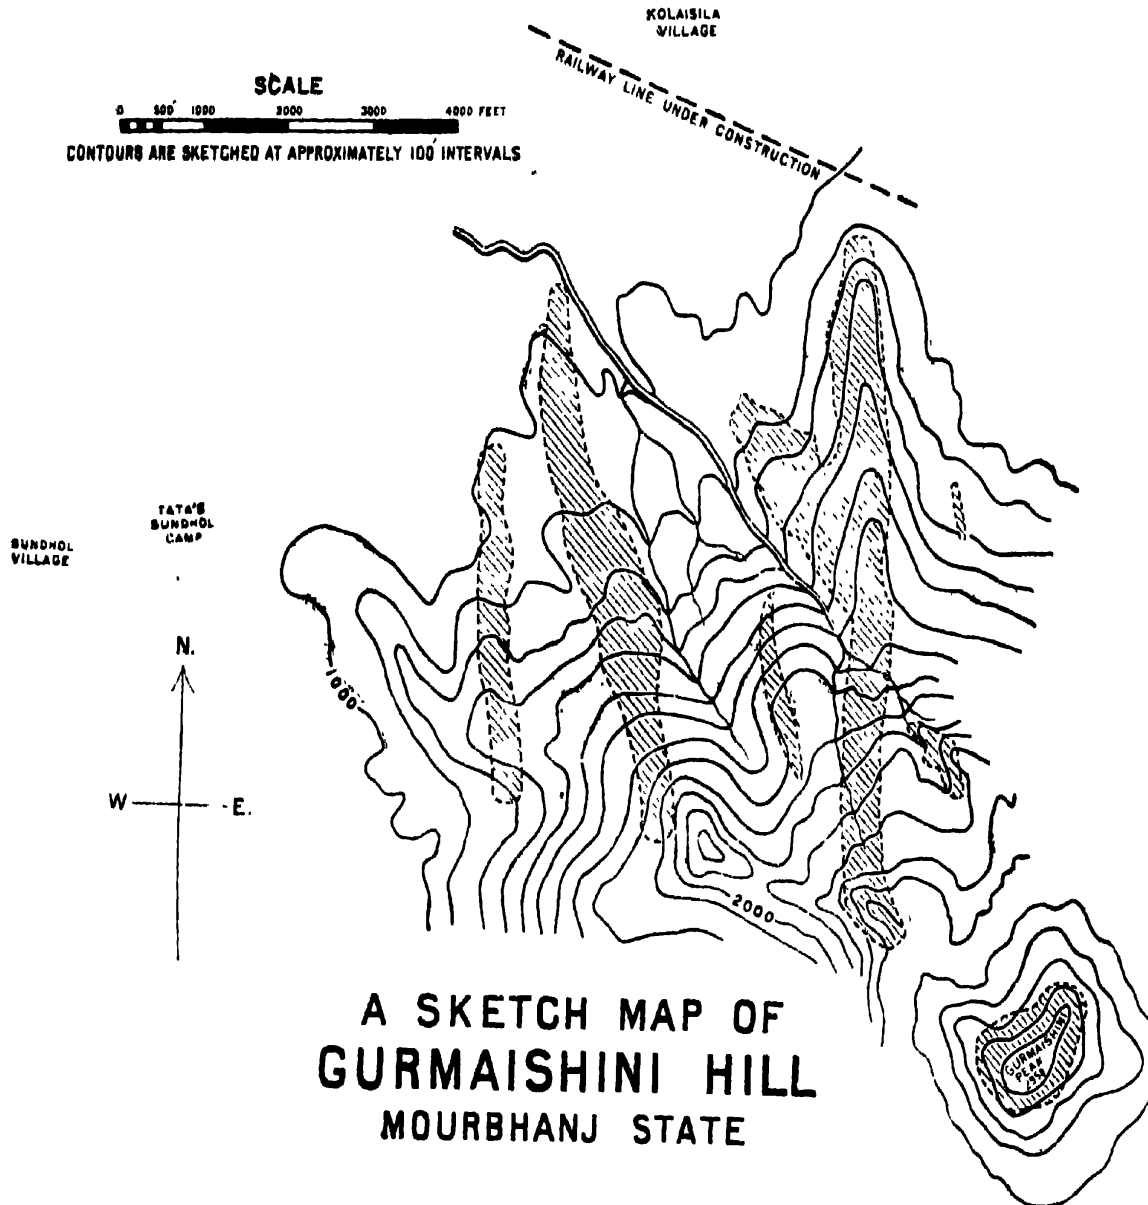 KOLAISILA
VILLAGE
RAILWAY LINE UNDER CONSTRUCTION
SCALE
0 500' 1000 2000 3000 4000 FEET
CONTOURS ARE SKETCHED AT APPROXIMATELY 100' INTERVALS
TATA'S
SUNDHOL
CAMP
SUNDHOL
VILLAGE
N.
W E.
1000
2000
GURMAISHINI
PEAK
A SKETCH MAP OF
GURMAISHINI HILL
MOURBHANJ STATE